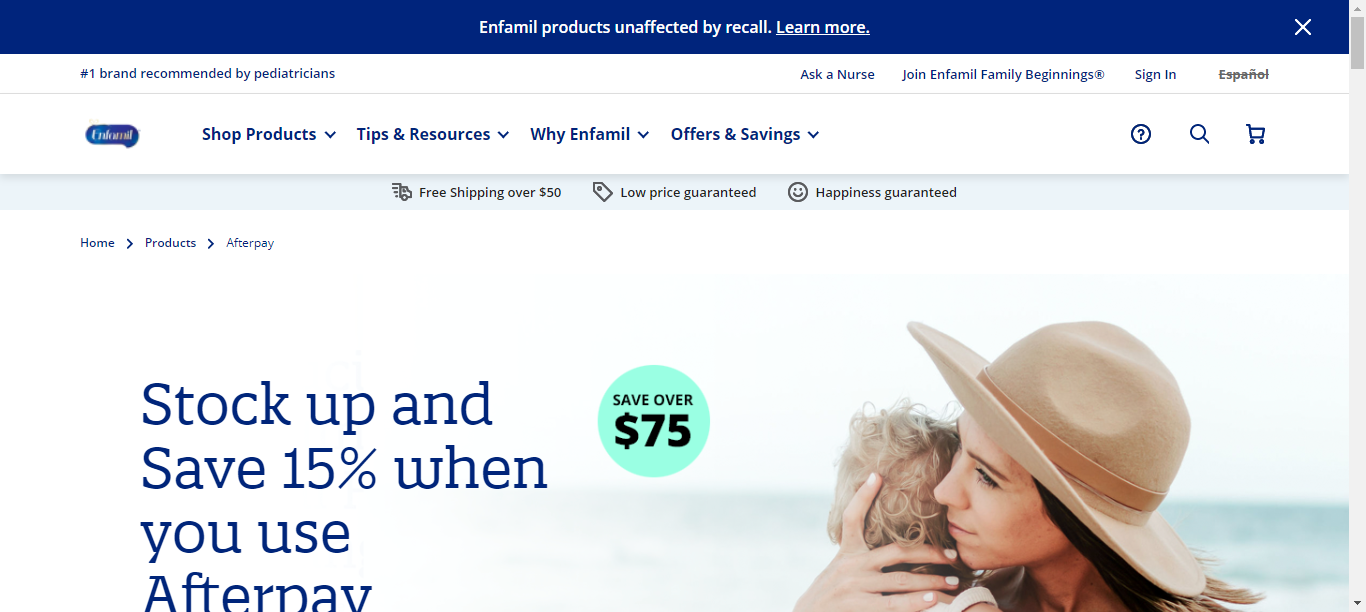 Enfamil products unaffected by recall. Learn more.
#1 brand recommended by pediatricians
Ask a Nurse
Join Enfamil Family Beginnings®
Sign In
Español
Enfamil
Shop Products
Tips & Resources
Why Enfamil
Offers & Savings
Free Shipping over $50
Low price guaranteed
Happiness guaranteed
Home
Products
Afterpay
Stock up and
Save 15% when
you use
Afterpay
SAVE OVER
$75